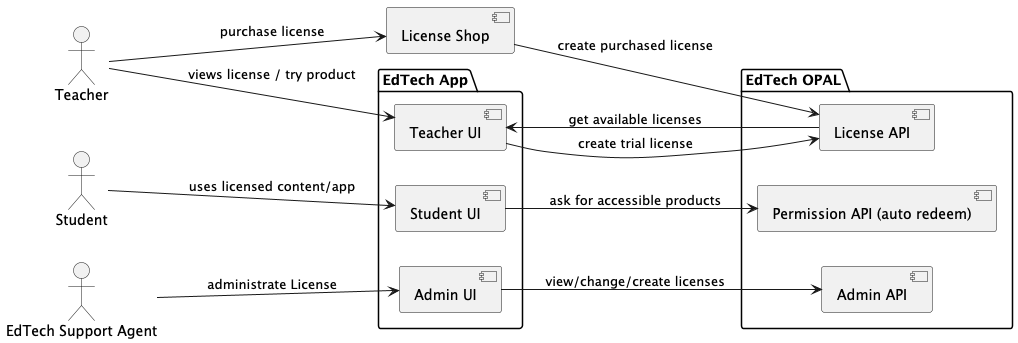 purchase license
License Shop
create purchased license
Teacher
views license / try product
EdTech App
EdTech OPAL
Teacher UI
get available licenses
create trial license
License API
Student
uses licensed content/app
Student UI
ask for accessible products
Permission API (auto redeem)
EdTech Support Agent
administrate License
Admin UI
view/change/create licenses
Admin API